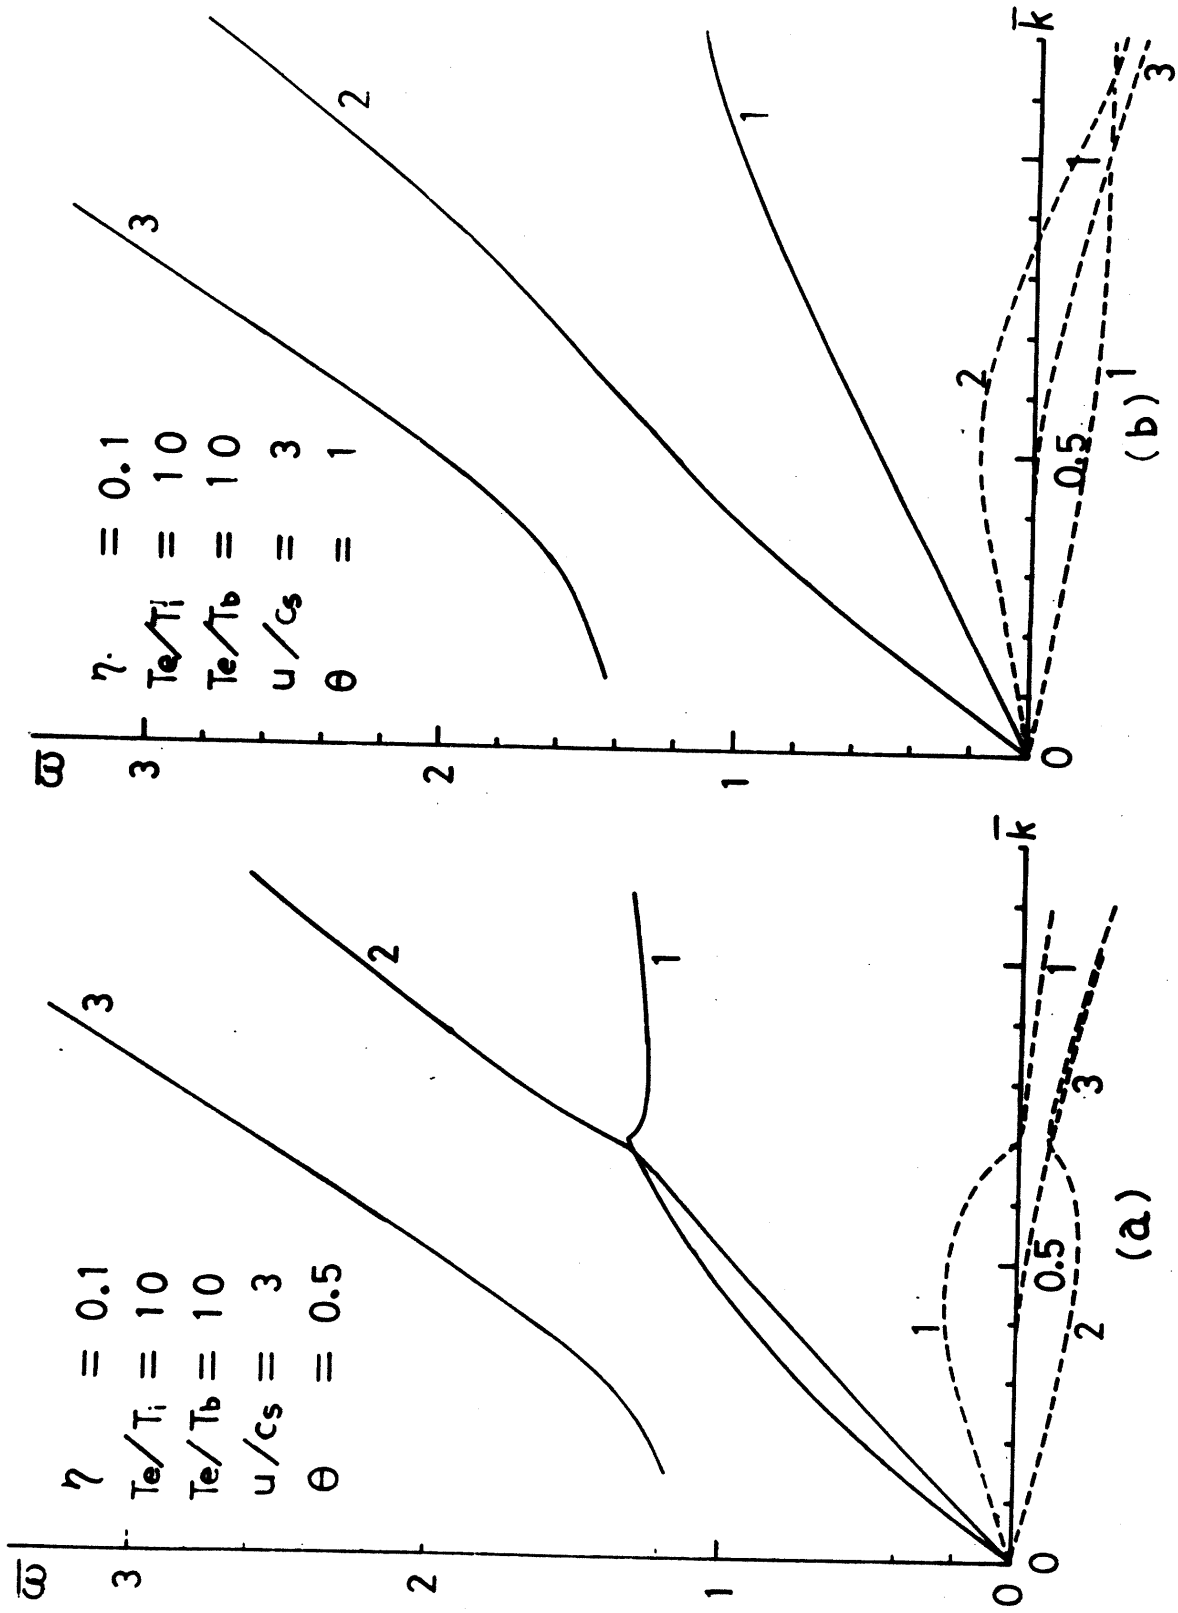 ω̅
3
2
1
0
0
0.5
1
k̅
η = 0.1
Te/Ti = 10
Te/Tb = 10
u/cs = 3
θ = 0.5
3
2
1
1
2
3
(a)
ω̅
3
2
1
0
0.5
1
k̅
η = 0.1
Te/Ti = 10
Te/Tb = 10
u/cs = 3
θ = 1
3
2
1
2
1
3
(b)